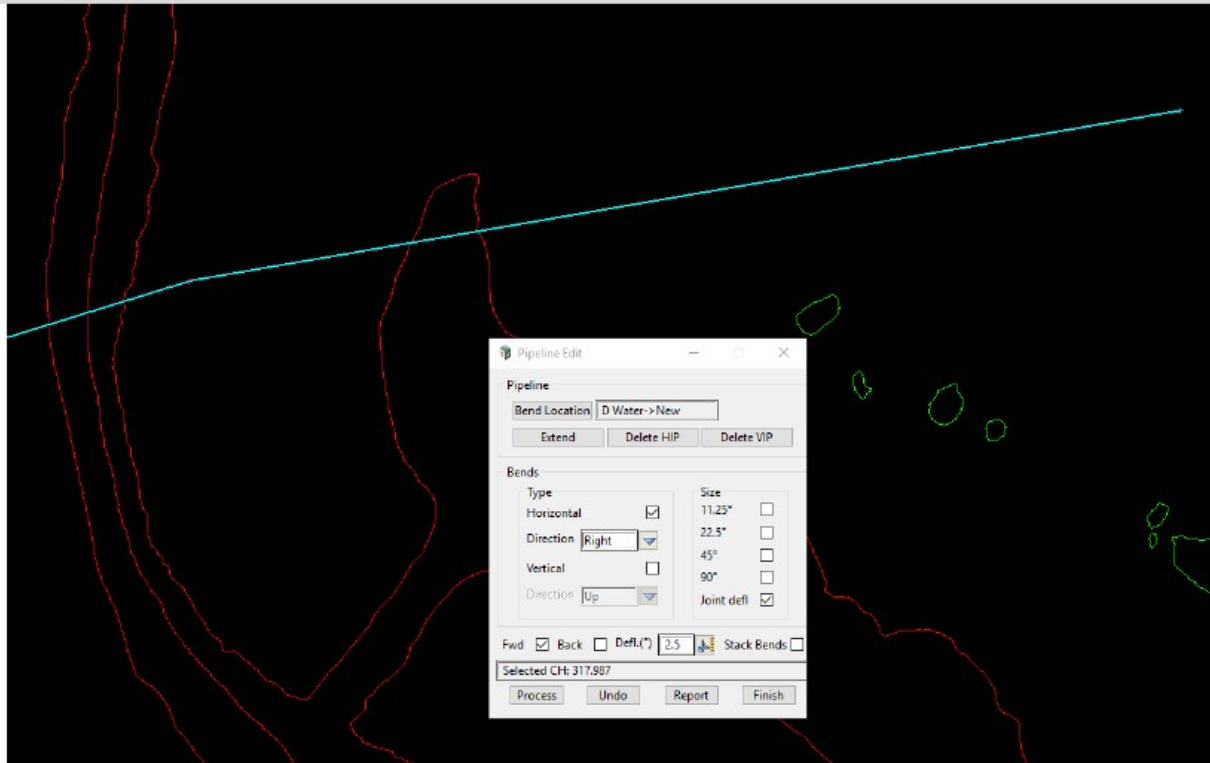 Pipeline Edit
Pipeline
Bend Location D Water->New
Extend Delete HIP Delete VIP
Bends
Type Size
Horizontal 11.25°
Direction Right 22.5°
Vertical 45°
Direction Up 90°
Joint defl
Fwd Back Defl.(°) 2.5 Stack Bends
Selected CH: 317.987
Process Undo Report Finish